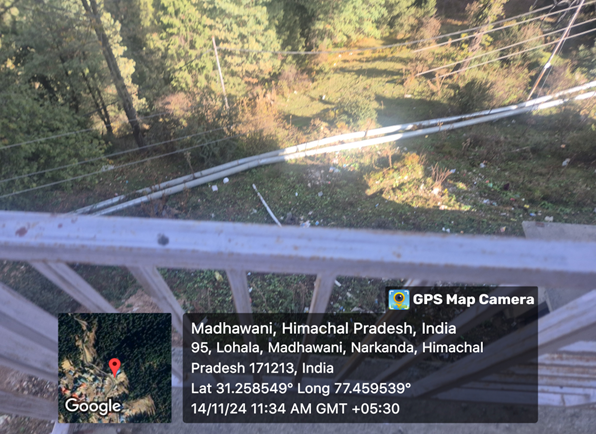 GPS Map Camera
Madhawani, Himachal Pradesh, India
95, Lohala, Madhawani, Narkanda, Himachal
Pradesh 171213, India
Lat 31.258549° Long 77.459539°
14/11/24 11:34 AM GMT +05:30
Google